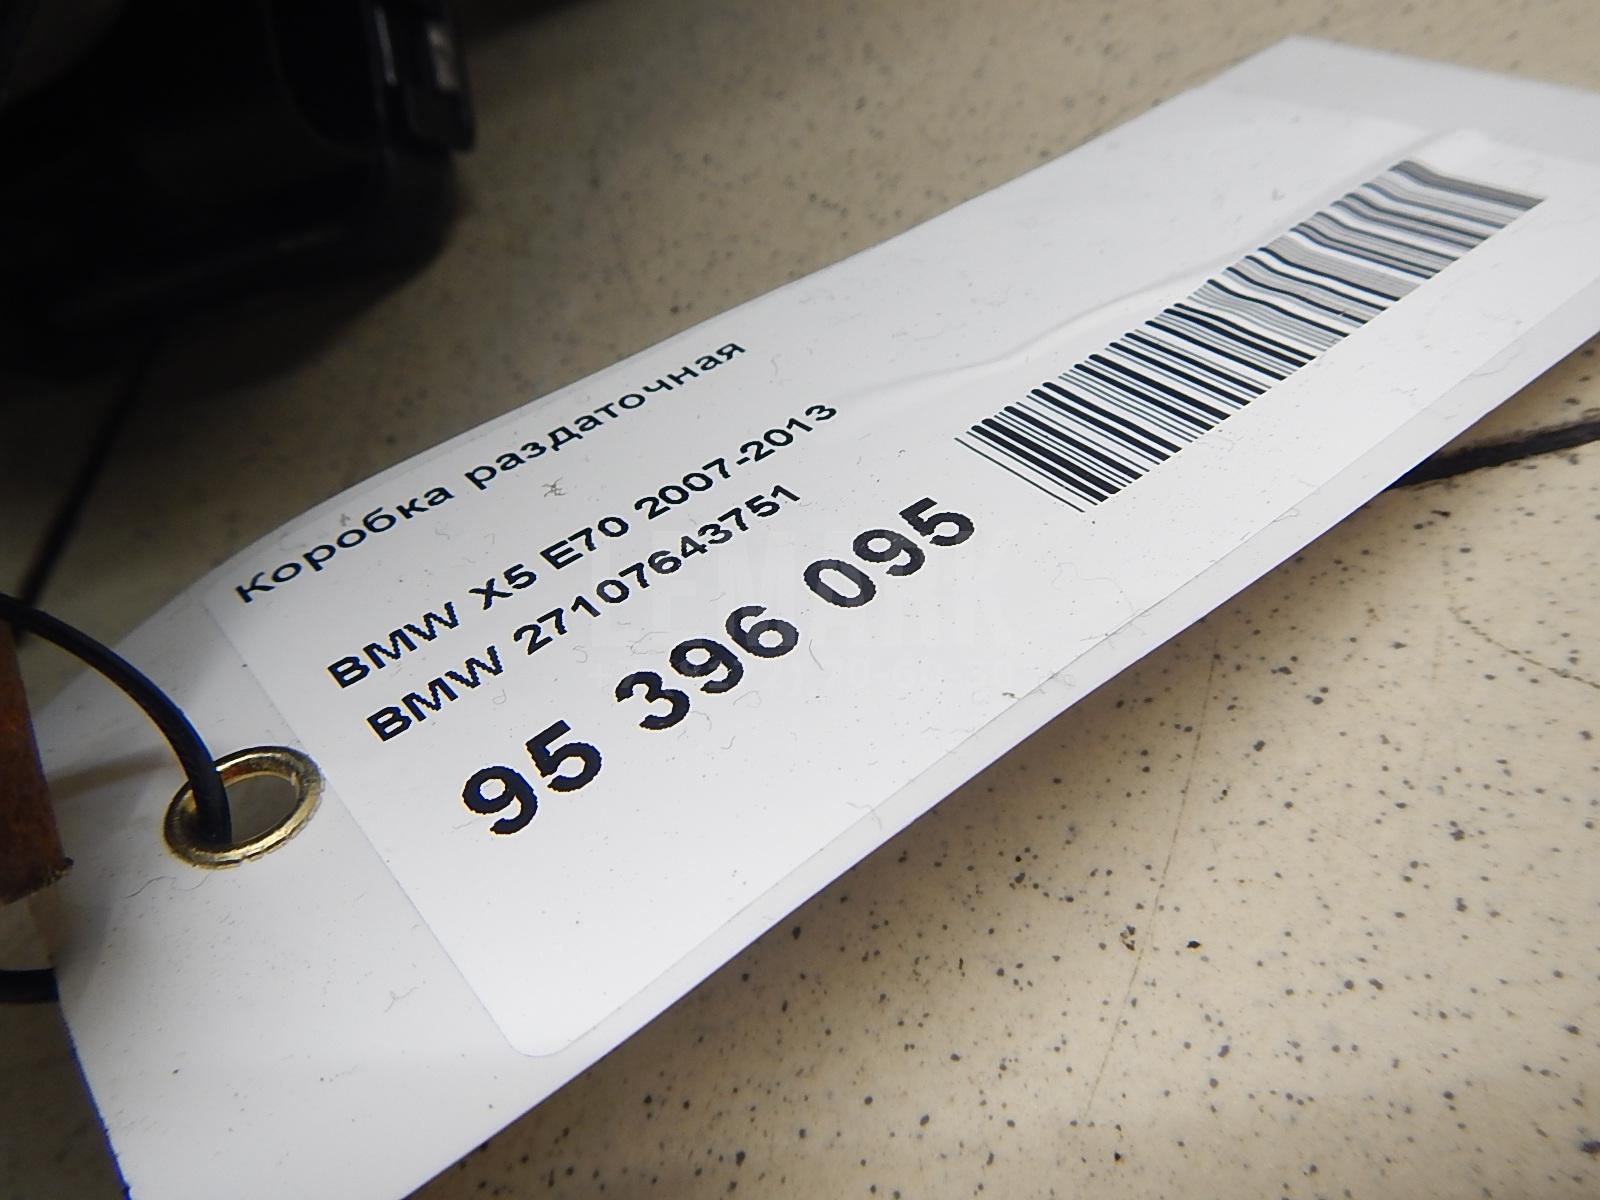 Коробка раздаточная
BMW X5 E70 2007-2013
BMW 27107643751
95 396 095